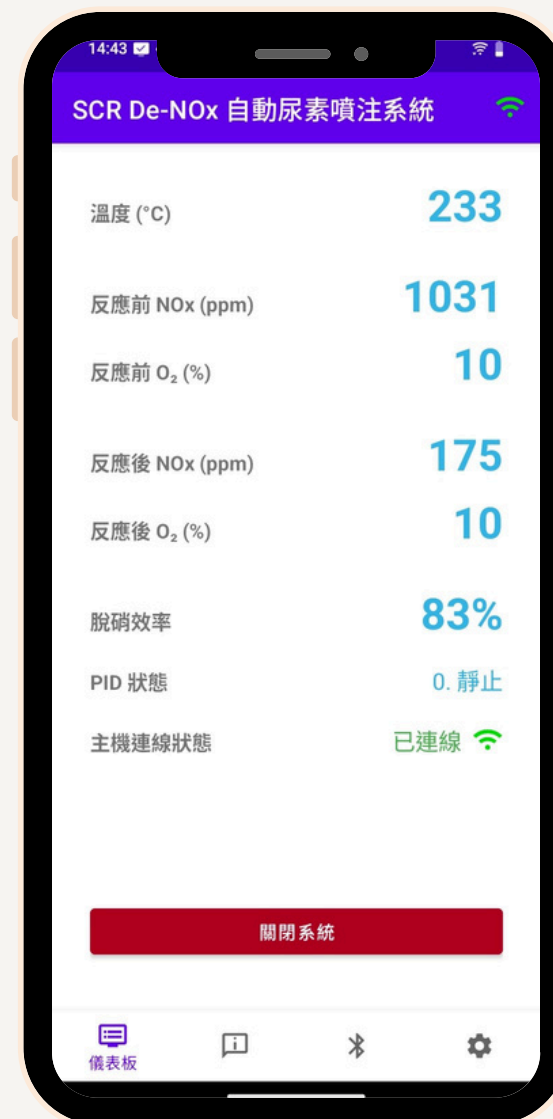 14:43
SCR De-NOx 自動尿素噴注系統
溫度 (°C) 233
反應前 NOx (ppm) 1031
反應前 O₂ (%) 10
反應後 NOx (ppm) 175
反應後 O₂ (%) 10
脫硝效率 83%
PID 狀態 0. 靜止
主機連線狀態 已連線
關閉系統
儀表板